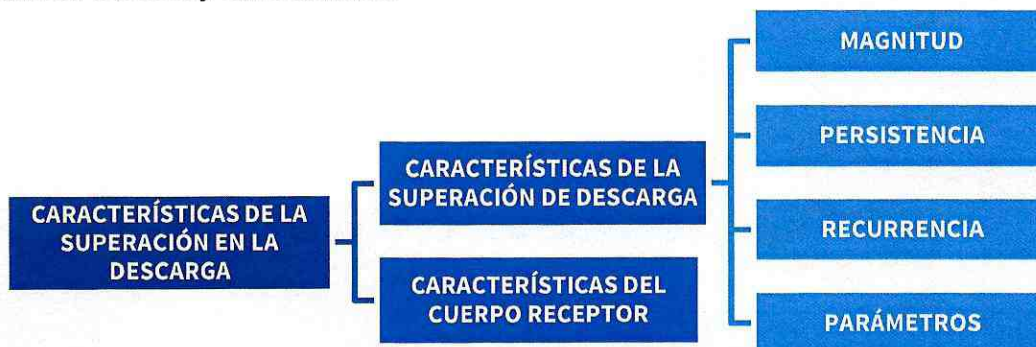 CARACTERÍSTICAS DE LA
SUPERACIÓN EN LA
DESCARGA
CARACTERÍSTICAS DE LA
SUPERACIÓN DE DESCARGA
CARACTERÍSTICAS DEL
CUERPO RECEPTOR
MAGNITUD
PERSISTENCIA
RECURRENCIA
PARÁMETROS